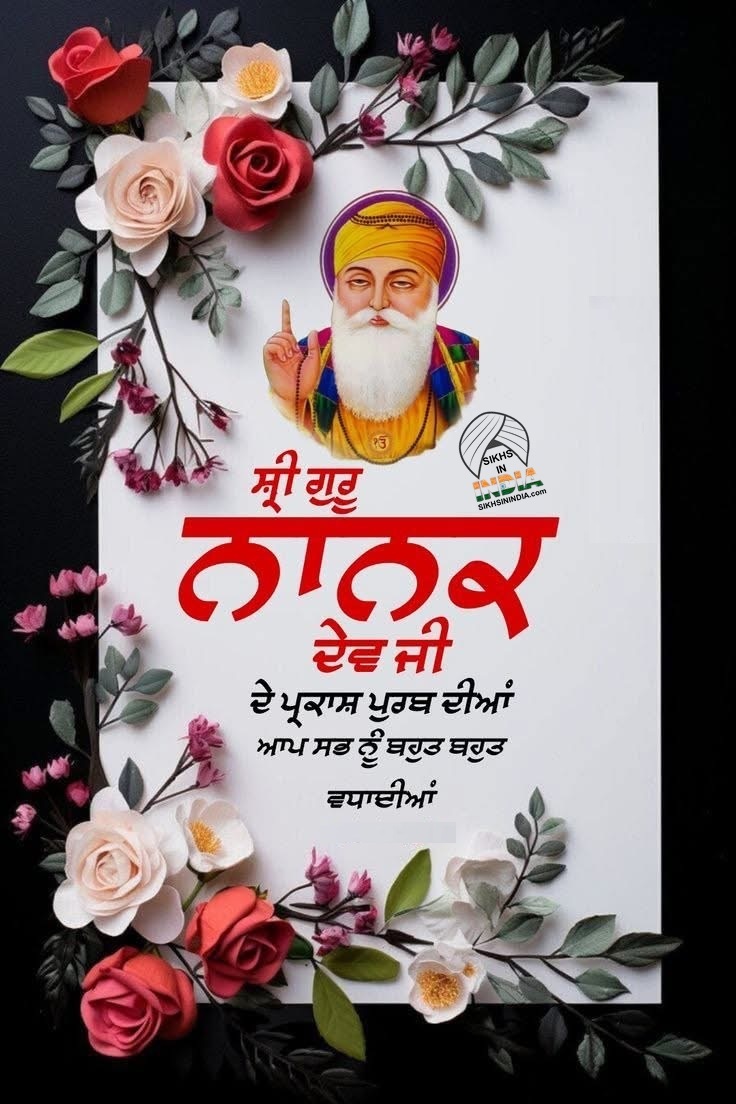 SIKHS
IN
INDIA
SIKHSININDIA.com
ਸ਼੍ਰੀ ਗੁਰੂ
ਨਾਨਕ
ਦੇਵ ਜੀ
ਦੇ ਪ੍ਰਕਾਸ਼ ਪੁਰਬ ਦੀਆਂ
ਆਪ ਸਭ ਨੂੰ ਬਹੁਤ ਬਹੁਤ
ਵਧਾਈਆਂ